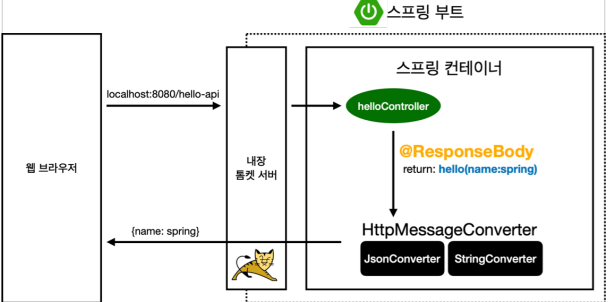 스프링 부트
스프링 컨테이너
localhost:8080/hello-api
helloController
웹 브라우저
내장
톰켓 서버
@ResponseBody
return: hello(name:spring)
{name: spring}
HttpMessageConverter
JsonConverter
StringConverter